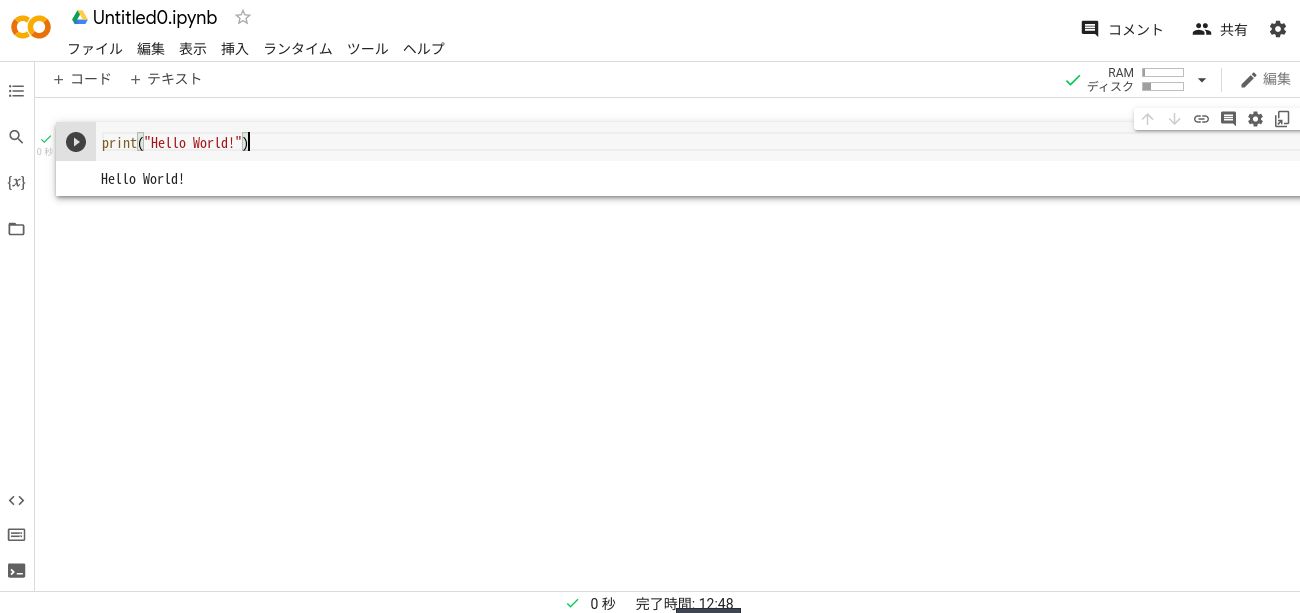 Untitled0.ipynb
ファイル 編集 表示 挿入 ランタイム ツール ヘルプ
コメント 共有
+ コード + テキスト
RAM
ディスク
編集
print("Hello World!")
0 秒
Hello World!
{x}
0 秒 完了時間: 12:48